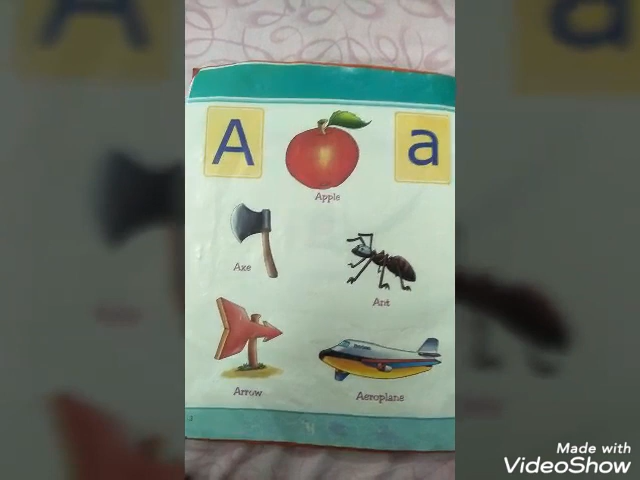 A
a
Apple
Axe
Ant
Arrow
Aeroplane
Made with
VideoShow